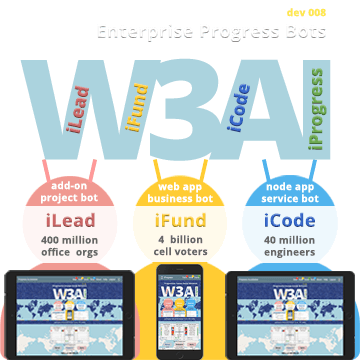 dev 008
Enterprise Progress Bots
W3AI
iLead
iFund
iCode
iProgress
add-on
project bot
iLead
400 million
office orgs
web app
business bot
iFund
4 billion
cell voters
node app
service bot
iCode
40 million
engineers
W3AI
W3AI
W3AI